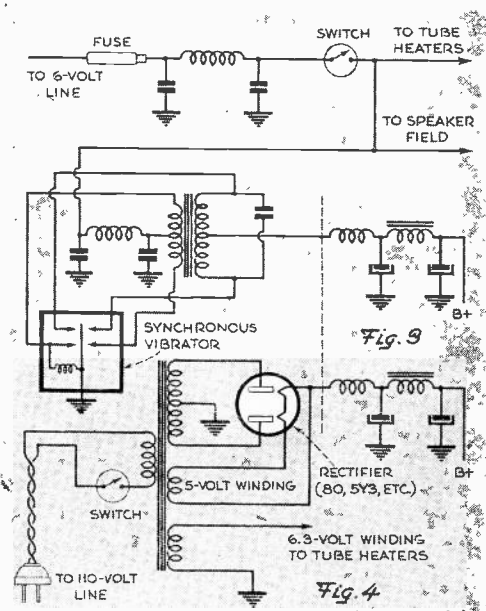 FUSE
SWITCH
TO TUBE
HEATERS
TO 6-VOLT
LINE
TO SPEAKER
FIELD
SYNCHRONOUS
VIBRATOR
B+
Fig. 3
RECTIFIER
(80, 5Y3, ETC.)
B+
5-VOLT WINDING
SWITCH
6.3-VOLT WINDING
TO TUBE HEATERS
TO 110-VOLT
LINE
Fig. 4